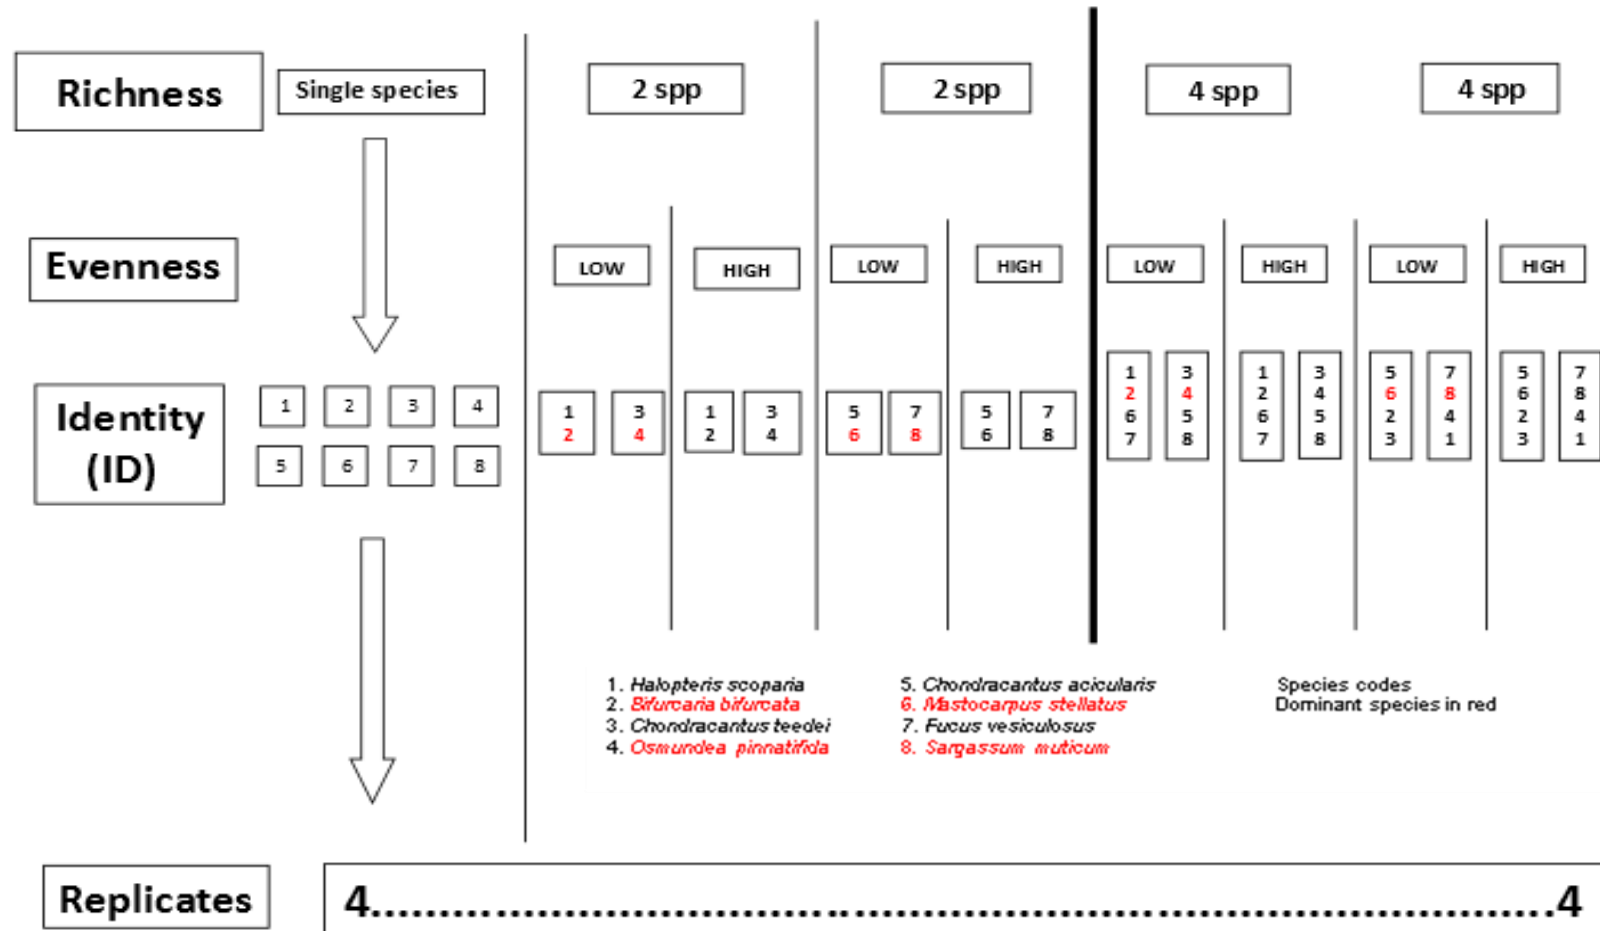 Richness
Single species
2 spp
2 spp
4 spp
4 spp
Evenness
LOW
HIGH
LOW
HIGH
LOW
HIGH
LOW
HIGH
Identity
(ID)
1 2 3 4
5 6 7 8
1
2
3
4
1
2
3
4
5
6
7
8
5
6
7
8
1
2
6
7
3
4
5
8
1
2
6
7
3
4
5
8
5
6
2
3
7
8
4
1
5
6
2
3
7
8
4
1
1. Halopteris scoparia
2. Bifurcaria bifurcata
3. Chondracantus teedei
4. Osmundea pinnatifida
5. Chondracantus acicularis
6. Mastocarpus stellatus
7. Fucus vesiculosus
8. Sargassum muticum
Species codes
Dominant species in red
Replicates
4..........................................................................................4